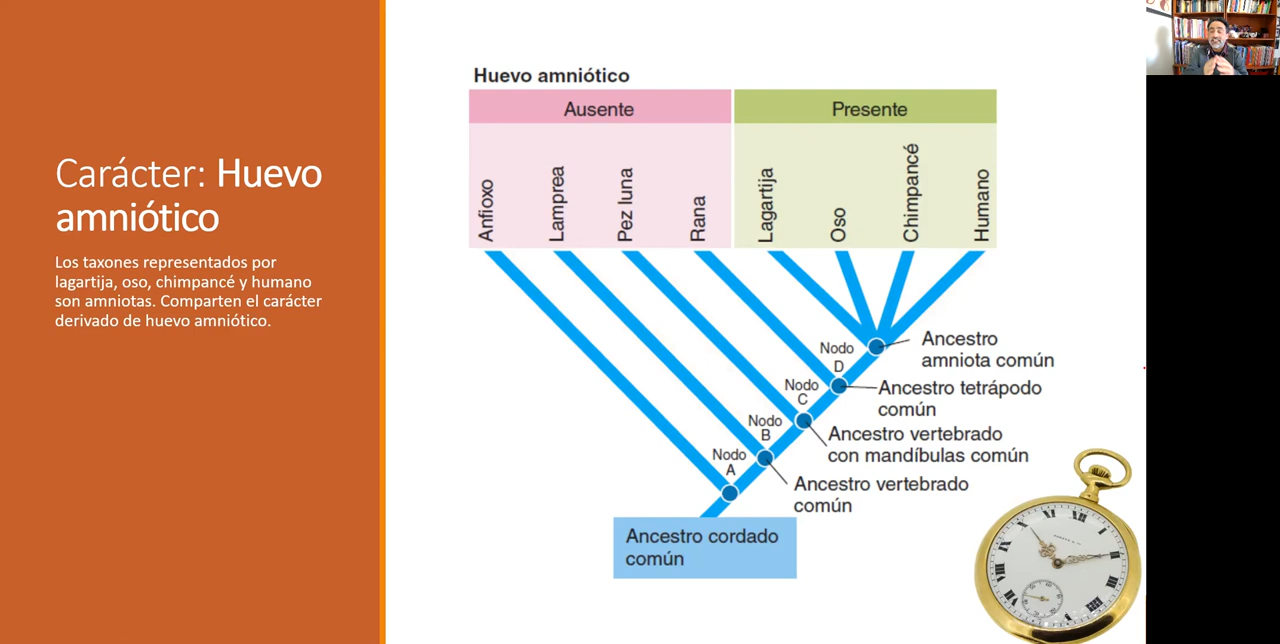 Carácter: Huevo
amniótico
Los taxones representados por
lagartija, oso, chimpancé y humano
son amniotas. Comparten el carácter
derivado de huevo amniótico.
Huevo amniótico
Ausente
Presente
Anfioxo
Lamprea
Pez luna
Rana
Lagartija
Oso
Chimpancé
Humano
Nodo
Ancestro
amniota común
D
Nodo
C
Ancestro tetrápodo
común
Nodo
B
Ancestro vertebrado
con mandíbulas común
Nodo
A
Ancestro vertebrado
común
Ancestro cordado
común